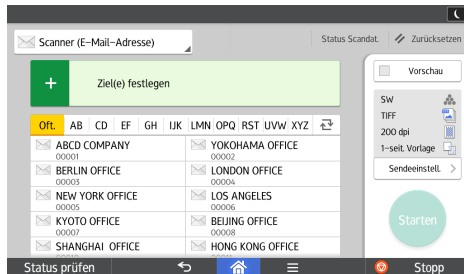 Scanner (E-Mail-Adresse)
Status Scandat.
Zurücksetzen
+ Ziel(e) festlegen
Vorschau
SW
TIFF
200 dpi
1-seit. Vorlage
Sendeeinstell.
Starten
Oft. AB CD EF GH IJK LMN OPQ RST UVW XYZ
ABCD COMPANY
00001
YOKOHAMA OFFICE
00002
BERLIN OFFICE
00003
LONDON OFFICE
00004
NEW YORK OFFICE
00005
LOS ANGELES
00006
KYOTO OFFICE
00007
BEIJING OFFICE
00008
SHANGHAI OFFICE
HONG KONG OFFICE
Status prüfen
Stopp